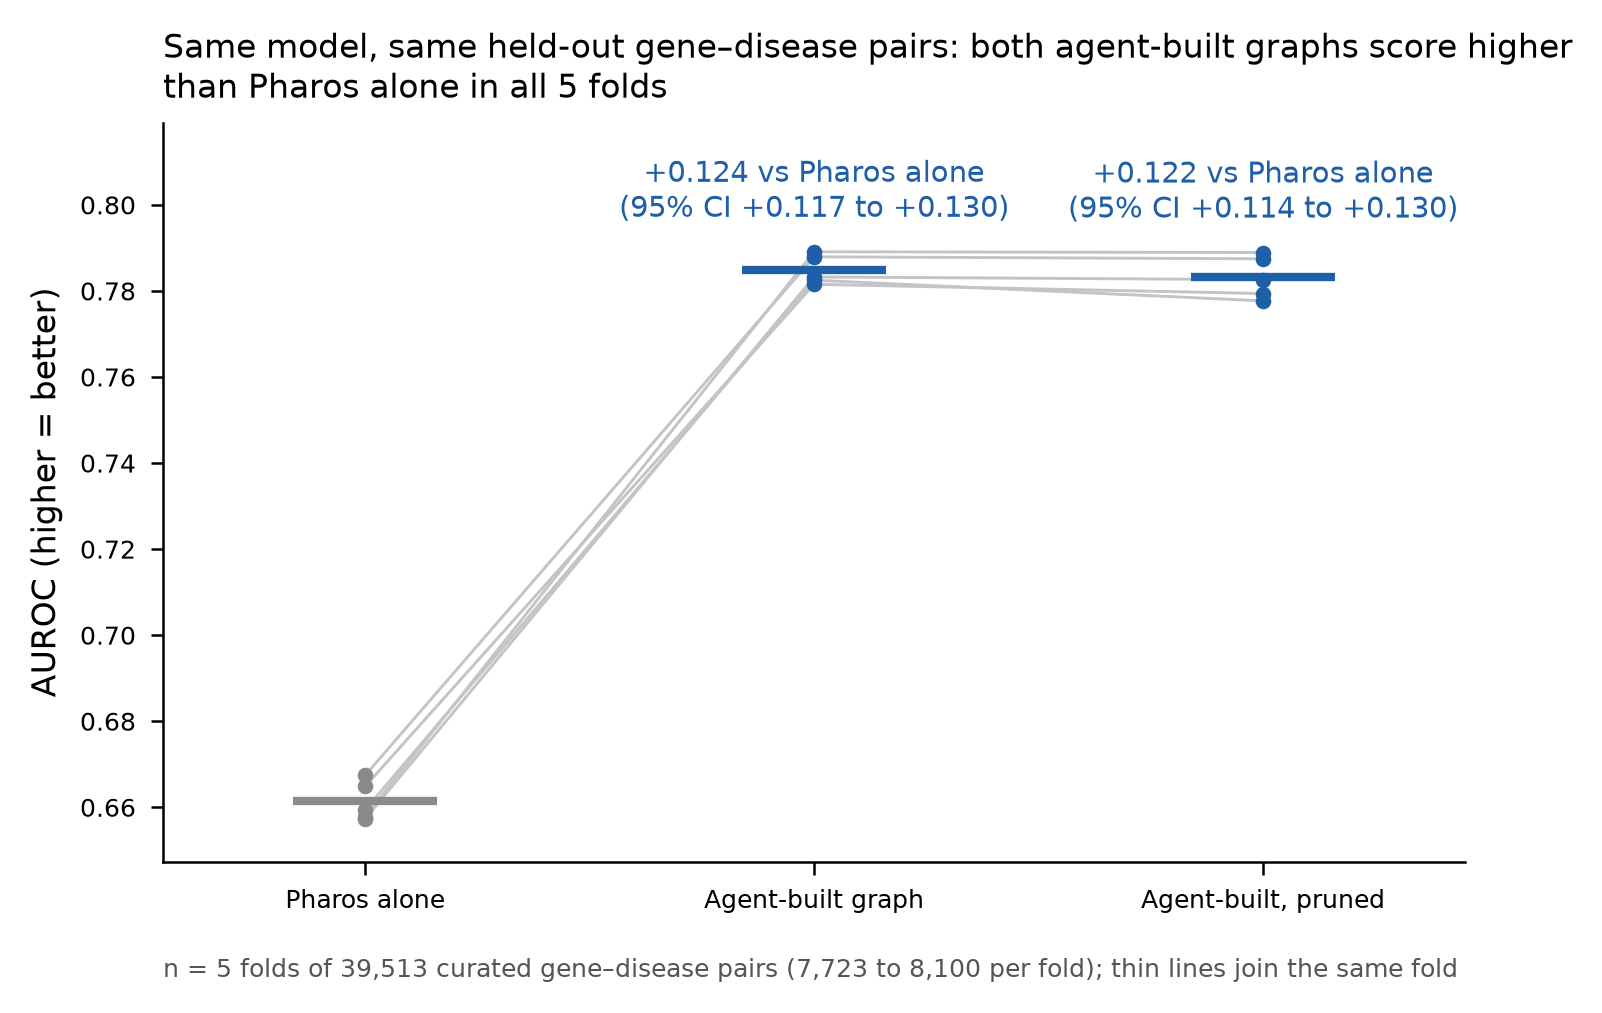 Same model, same held-out gene–disease pairs: both agent-built graphs score higher
than Pharos alone in all 5 folds
+0.124 vs Pharos alone
(95% CI +0.117 to +0.130)
+0.122 vs Pharos alone
(95% CI +0.114 to +0.130)
AUROC (higher = better)
0.80
0.78
0.76
0.74
0.72
0.70
0.68
0.66
Pharos alone
Agent-built graph
Agent-built, pruned
n = 5 folds of 39,513 curated gene–disease pairs (7,723 to 8,100 per fold); thin lines join the same fold